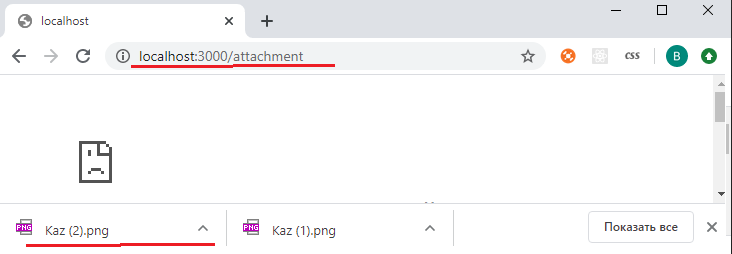 localhost
localhost:3000/attachment
CSS
B
PNG Kaz (2).png
PNG Kaz (1).png
Показать все